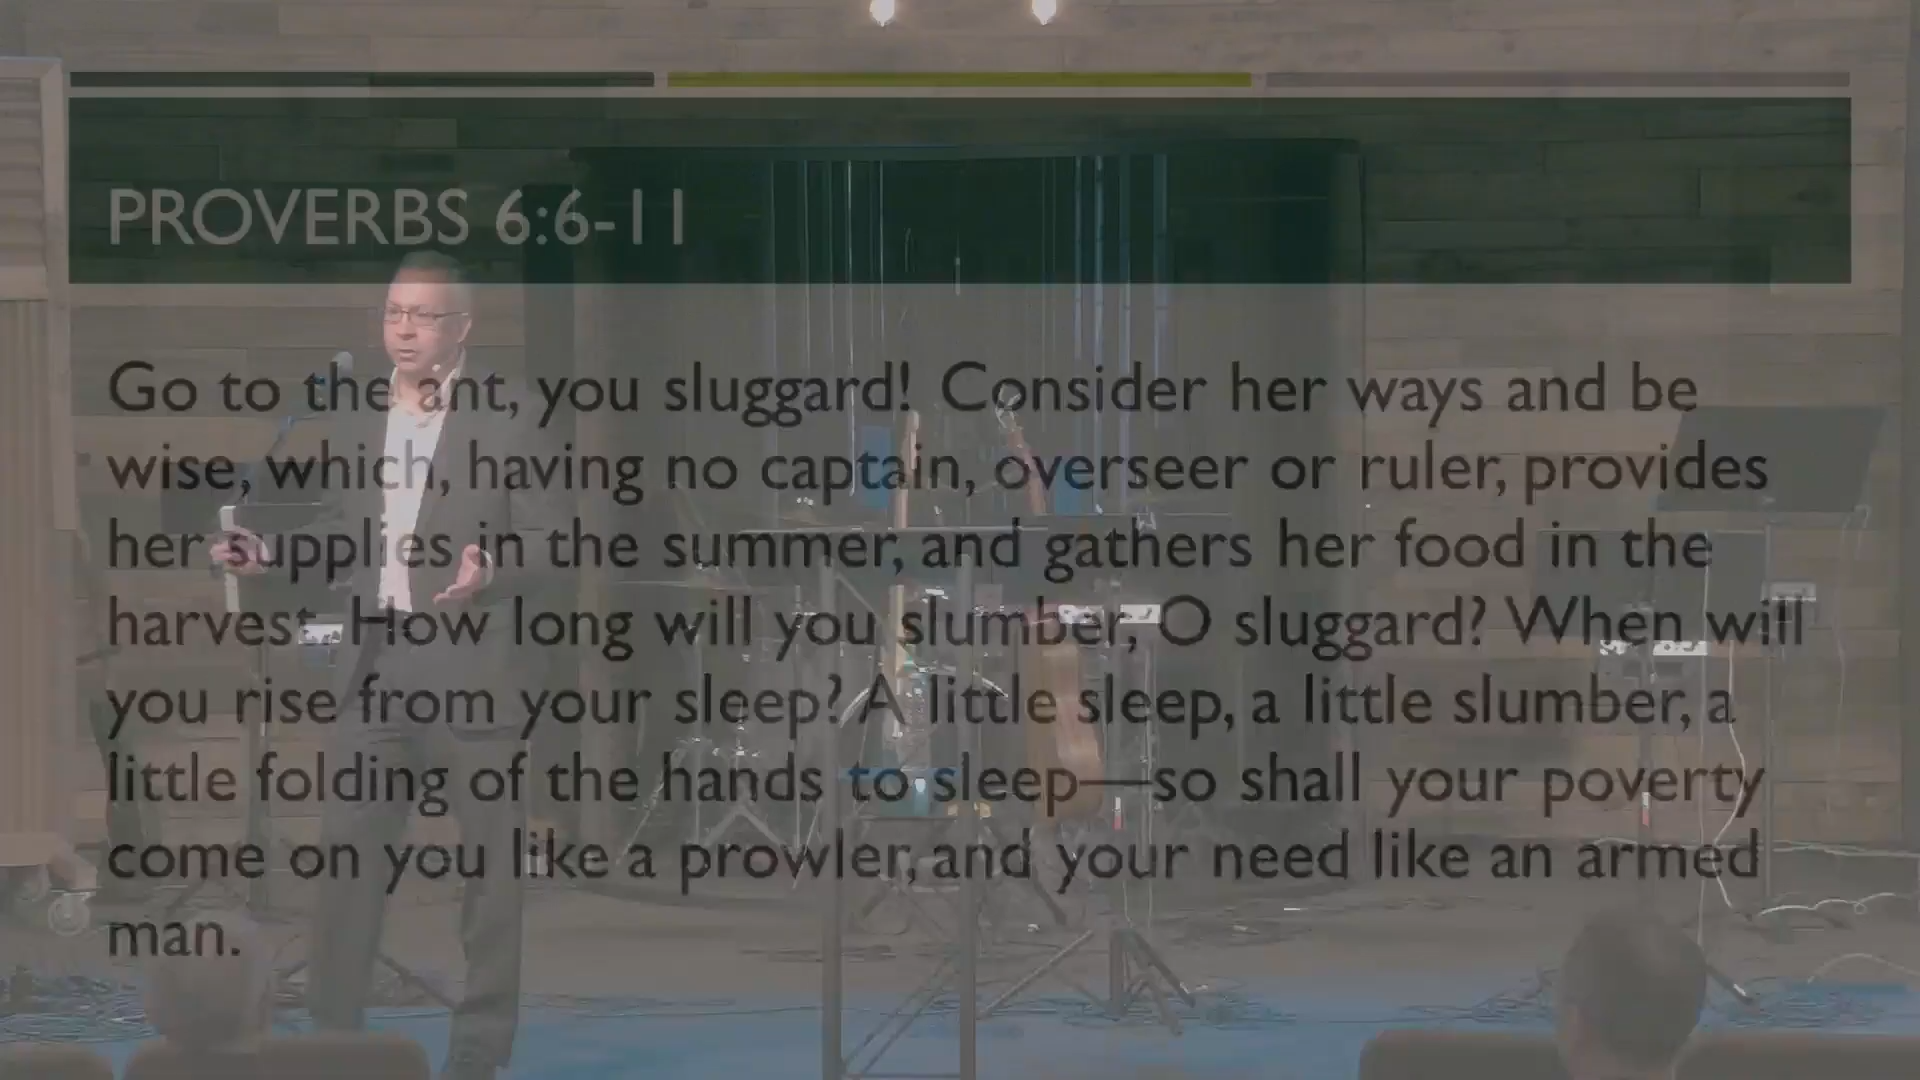 PROVERBS 6:6-11
Go to the ant, you sluggard! Consider her ways and be
wise, which, having no captain, overseer or ruler, provides
her supplies in the summer, and gathers her food in the
harvest. How long will you slumber, O sluggard? When will
you rise from your sleep? A little sleep, a little slumber, a
little folding of the hands to sleep—so shall your poverty
come on you like a prowler, and your need like an armed
man.